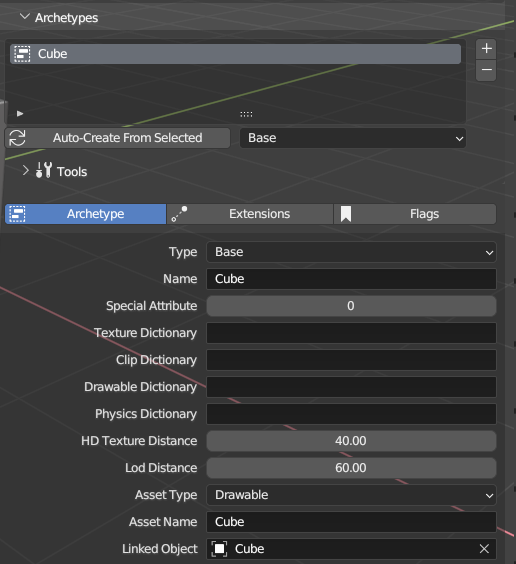 Archetypes
Cube
Auto-Create From Selected Base
Tools
Archetype Extensions Flags
Type Base
Name Cube
Special Attribute 0
Texture Dictionary
Clip Dictionary
Drawable Dictionary
Physics Dictionary
HD Texture Distance 40.00
Lod Distance 60.00
Asset Type Drawable
Asset Name Cube
Linked Object Cube